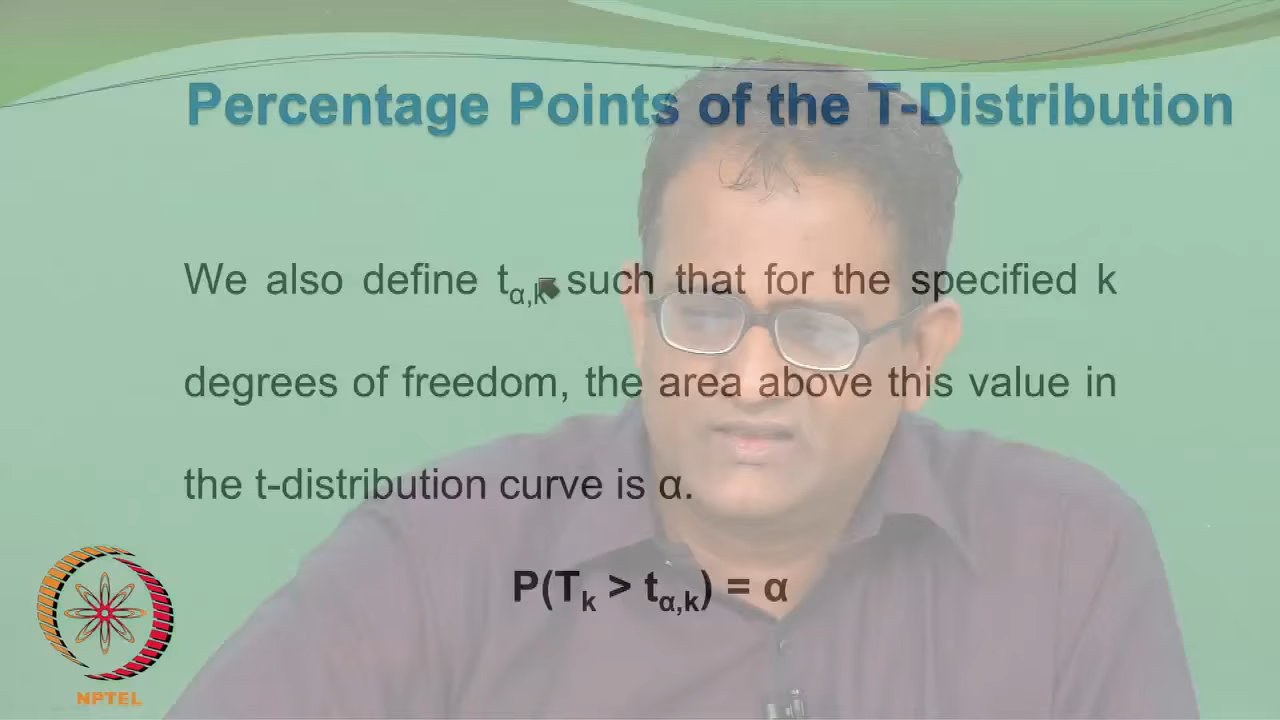 Percentage Points of the T-Distribution
We also define tα,k such that for the specified k
degrees of freedom, the area above this value in
the t-distribution curve is α.
P(Tk > tα,k) = α
NPTEL